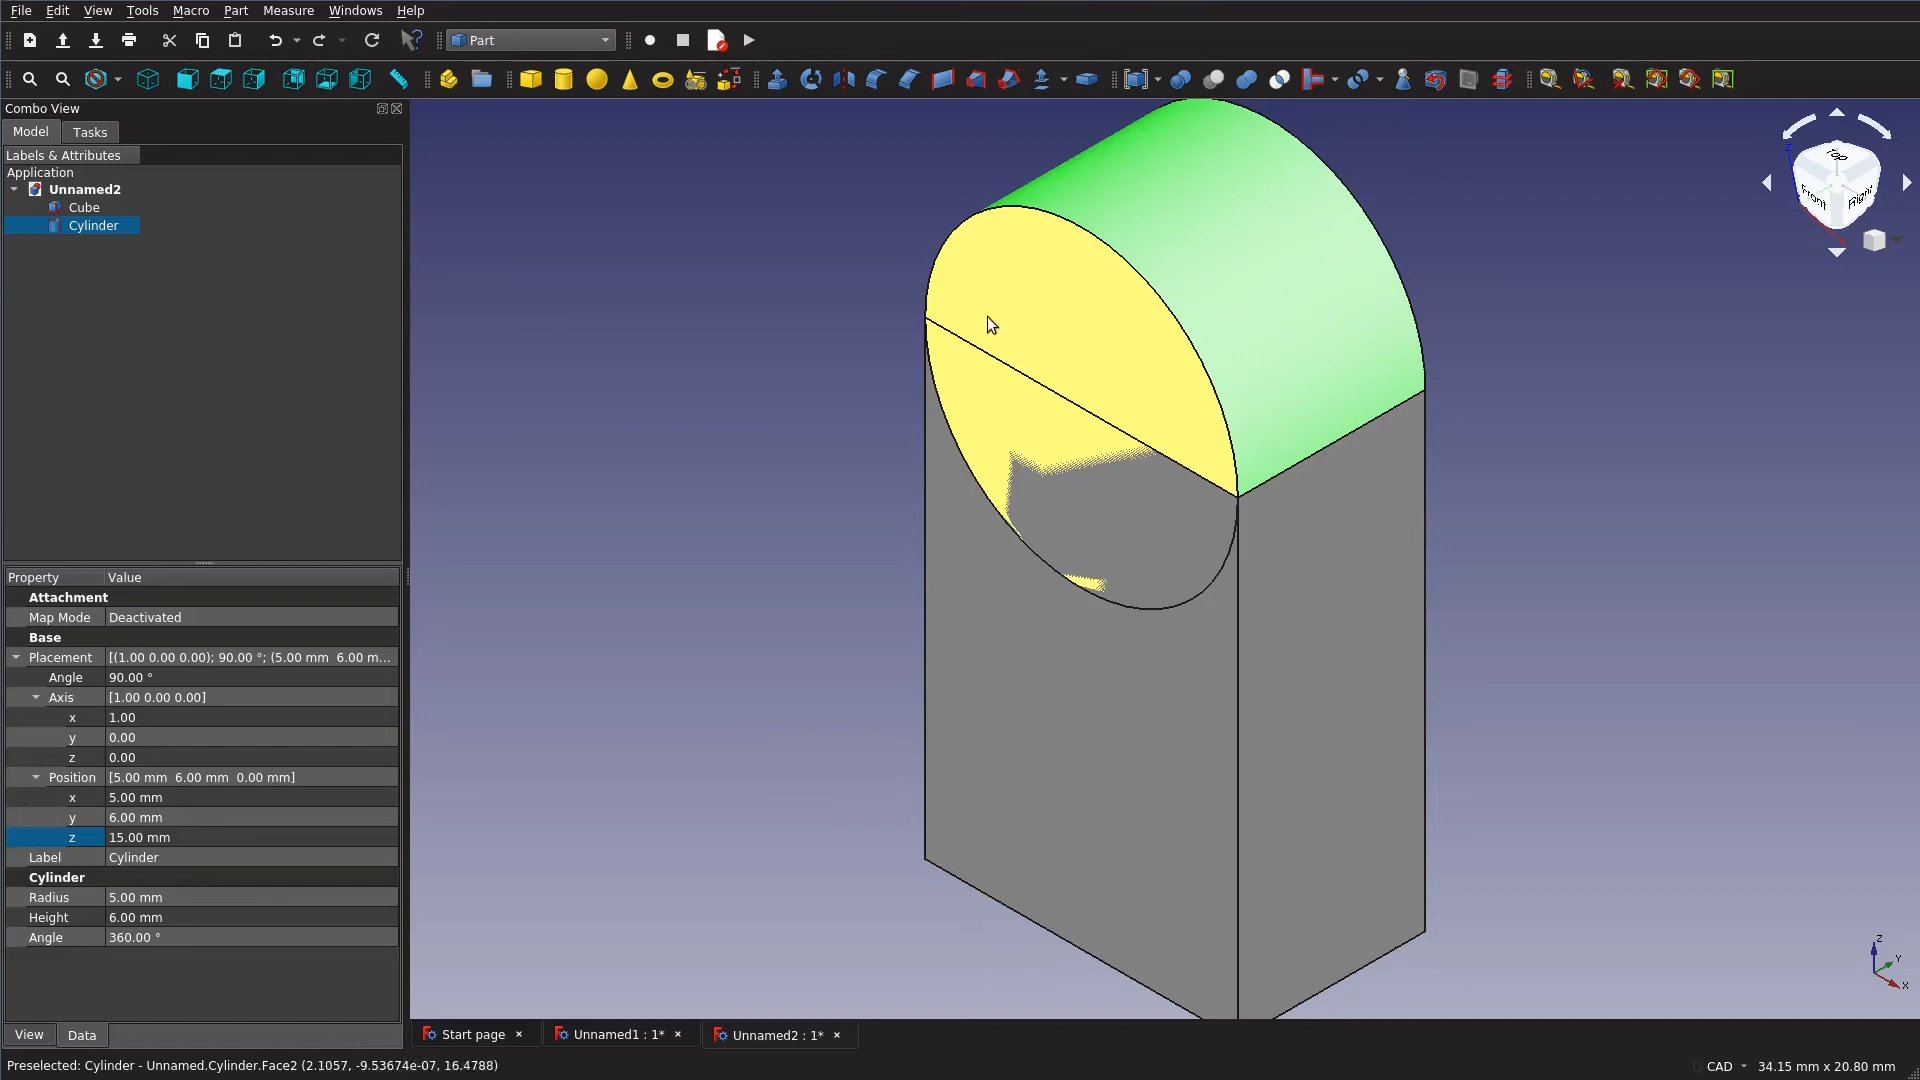 File Edit View Tools Macro Part Measure Windows Help
Part
Combo View
Model Tasks
Labels & Attributes
Application
Unnamed2
Cube
Cylinder
Top
Front Right
Z
Property Value
Attachment
Map Mode Deactivated
Base
Placement [(1.00 0.00 0.00); 90.00 °; (5.00 mm 6.00 m...
Angle 90.00 °
Axis [1.00 0.00 0.00]
x 1.00
y 0.00
z 0.00
Position [5.00 mm 6.00 mm 0.00 mm]
x 5.00 mm
y 6.00 mm
z 15.00 mm
Label Cylinder
Cylinder
Radius 5.00 mm
Height 6.00 mm
Angle 360.00 °
Z
Y
X
View Data
Start page × Unnamed1 : 1* × Unnamed2 : 1* ×
Preselected: Cylinder - Unnamed.Cylinder.Face2 (2.1057, -9.53674e-07, 16.4788)
CAD 34.15 mm x 20.80 mm